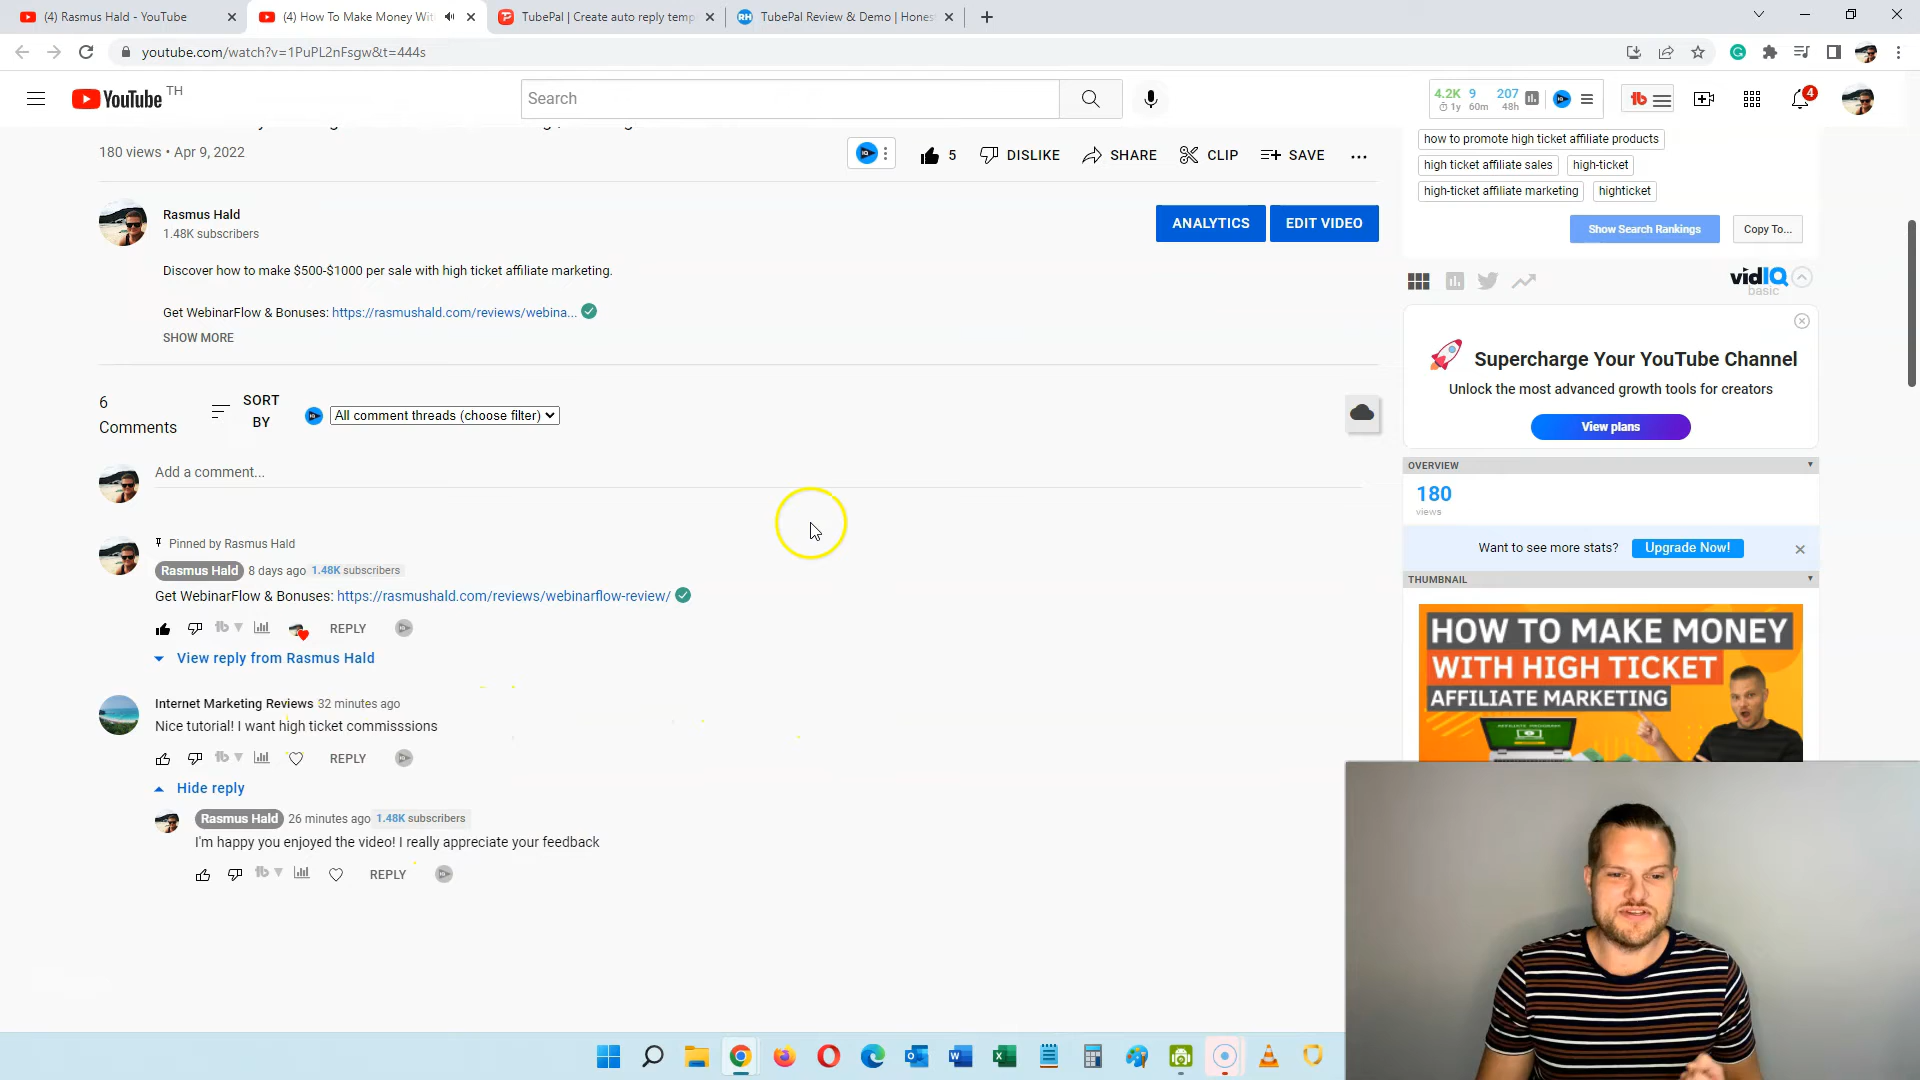 (4) Rasmus Hald - YouTube
(4) How To Make Money Wit
TubePal | Create auto reply temp
TubePal Review & Demo | Hones
youtube.com/watch?v=1PuPL2nFsgw&t=444s
YouTube TH
Search
4.2K 9 207
1y 60m 48h
4
180 views • Apr 9, 2022
5 DISLIKE SHARE CLIP SAVE
Rasmus Hald
1.48K subscribers
ANALYTICS
EDIT VIDEO
Discover how to make $500-$1000 per sale with high ticket affiliate marketing.
Get WebinarFlow & Bonuses: https://rasmushald.com/reviews/webina...
SHOW MORE
6 Comments
SORT BY
All comment threads (choose filter)
Add a comment...
Pinned by Rasmus Hald
Rasmus Hald 8 days ago 1.48K subscribers
Get WebinarFlow & Bonuses: https://rasmushald.com/reviews/webinarflow-review/
REPLY
View reply from Rasmus Hald
Internet Marketing Reviews 32 minutes ago
Nice tutorial! I want high ticket commisssions
REPLY
Hide reply
Rasmus Hald 26 minutes ago 1.48K subscribers
I'm happy you enjoyed the video! I really appreciate your feedback
REPLY
how to promote high ticket affiliate products
high ticket affiliate sales high-ticket
high-ticket affiliate marketing highticket
Show Search Rankings Copy To...
vidIQ
basic
Supercharge Your YouTube Channel
Unlock the most advanced growth tools for creators
View plans
OVERVIEW
180
views
Want to see more stats? Upgrade Now!
THUMBNAIL
HOW TO MAKE MONEY
WITH HIGH TICKET
AFFILIATE MARKETING
AFFILIATE PROGRAM